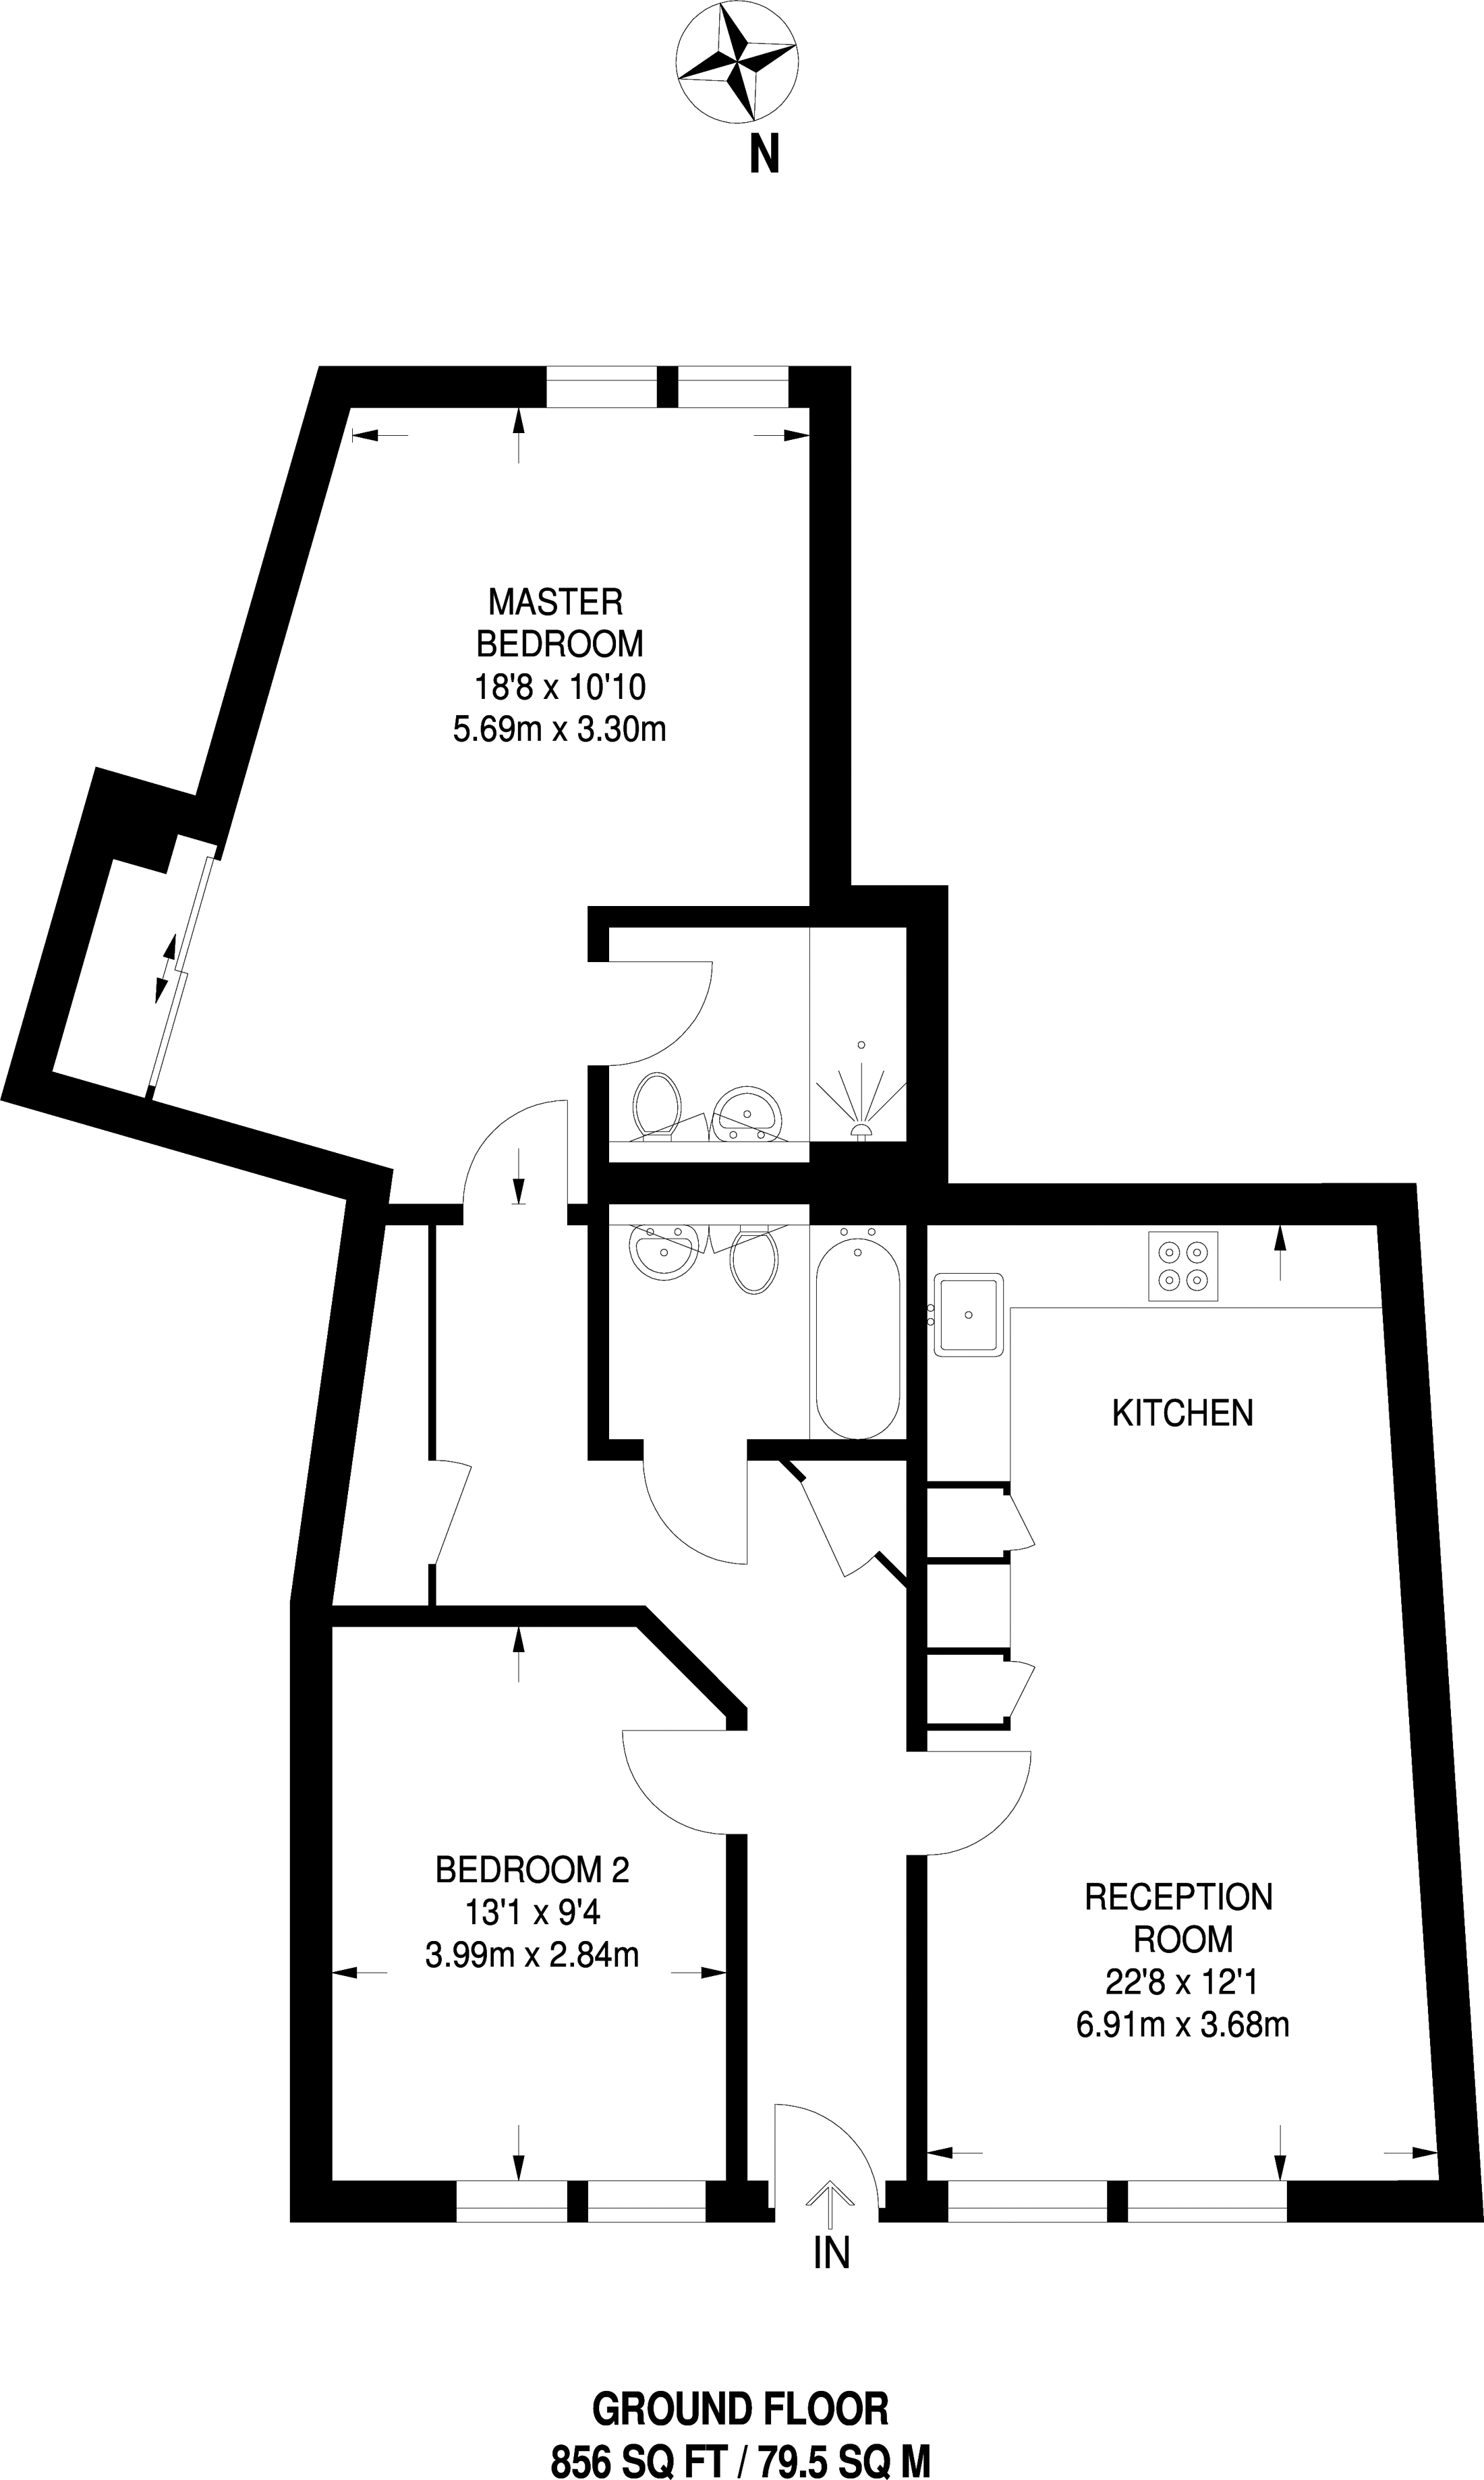 N
MASTER
BEDROOM
18'8 x 10'10
5.69m x 3.30m
KITCHEN
BEDROOM 2
13'1 x 9'4
3.99m x 2.84m
RECEPTION
ROOM
22'8 x 12'1
6.91m x 3.68m
IN
GROUND FLOOR
856 SQ FT / 79.5 SQ M